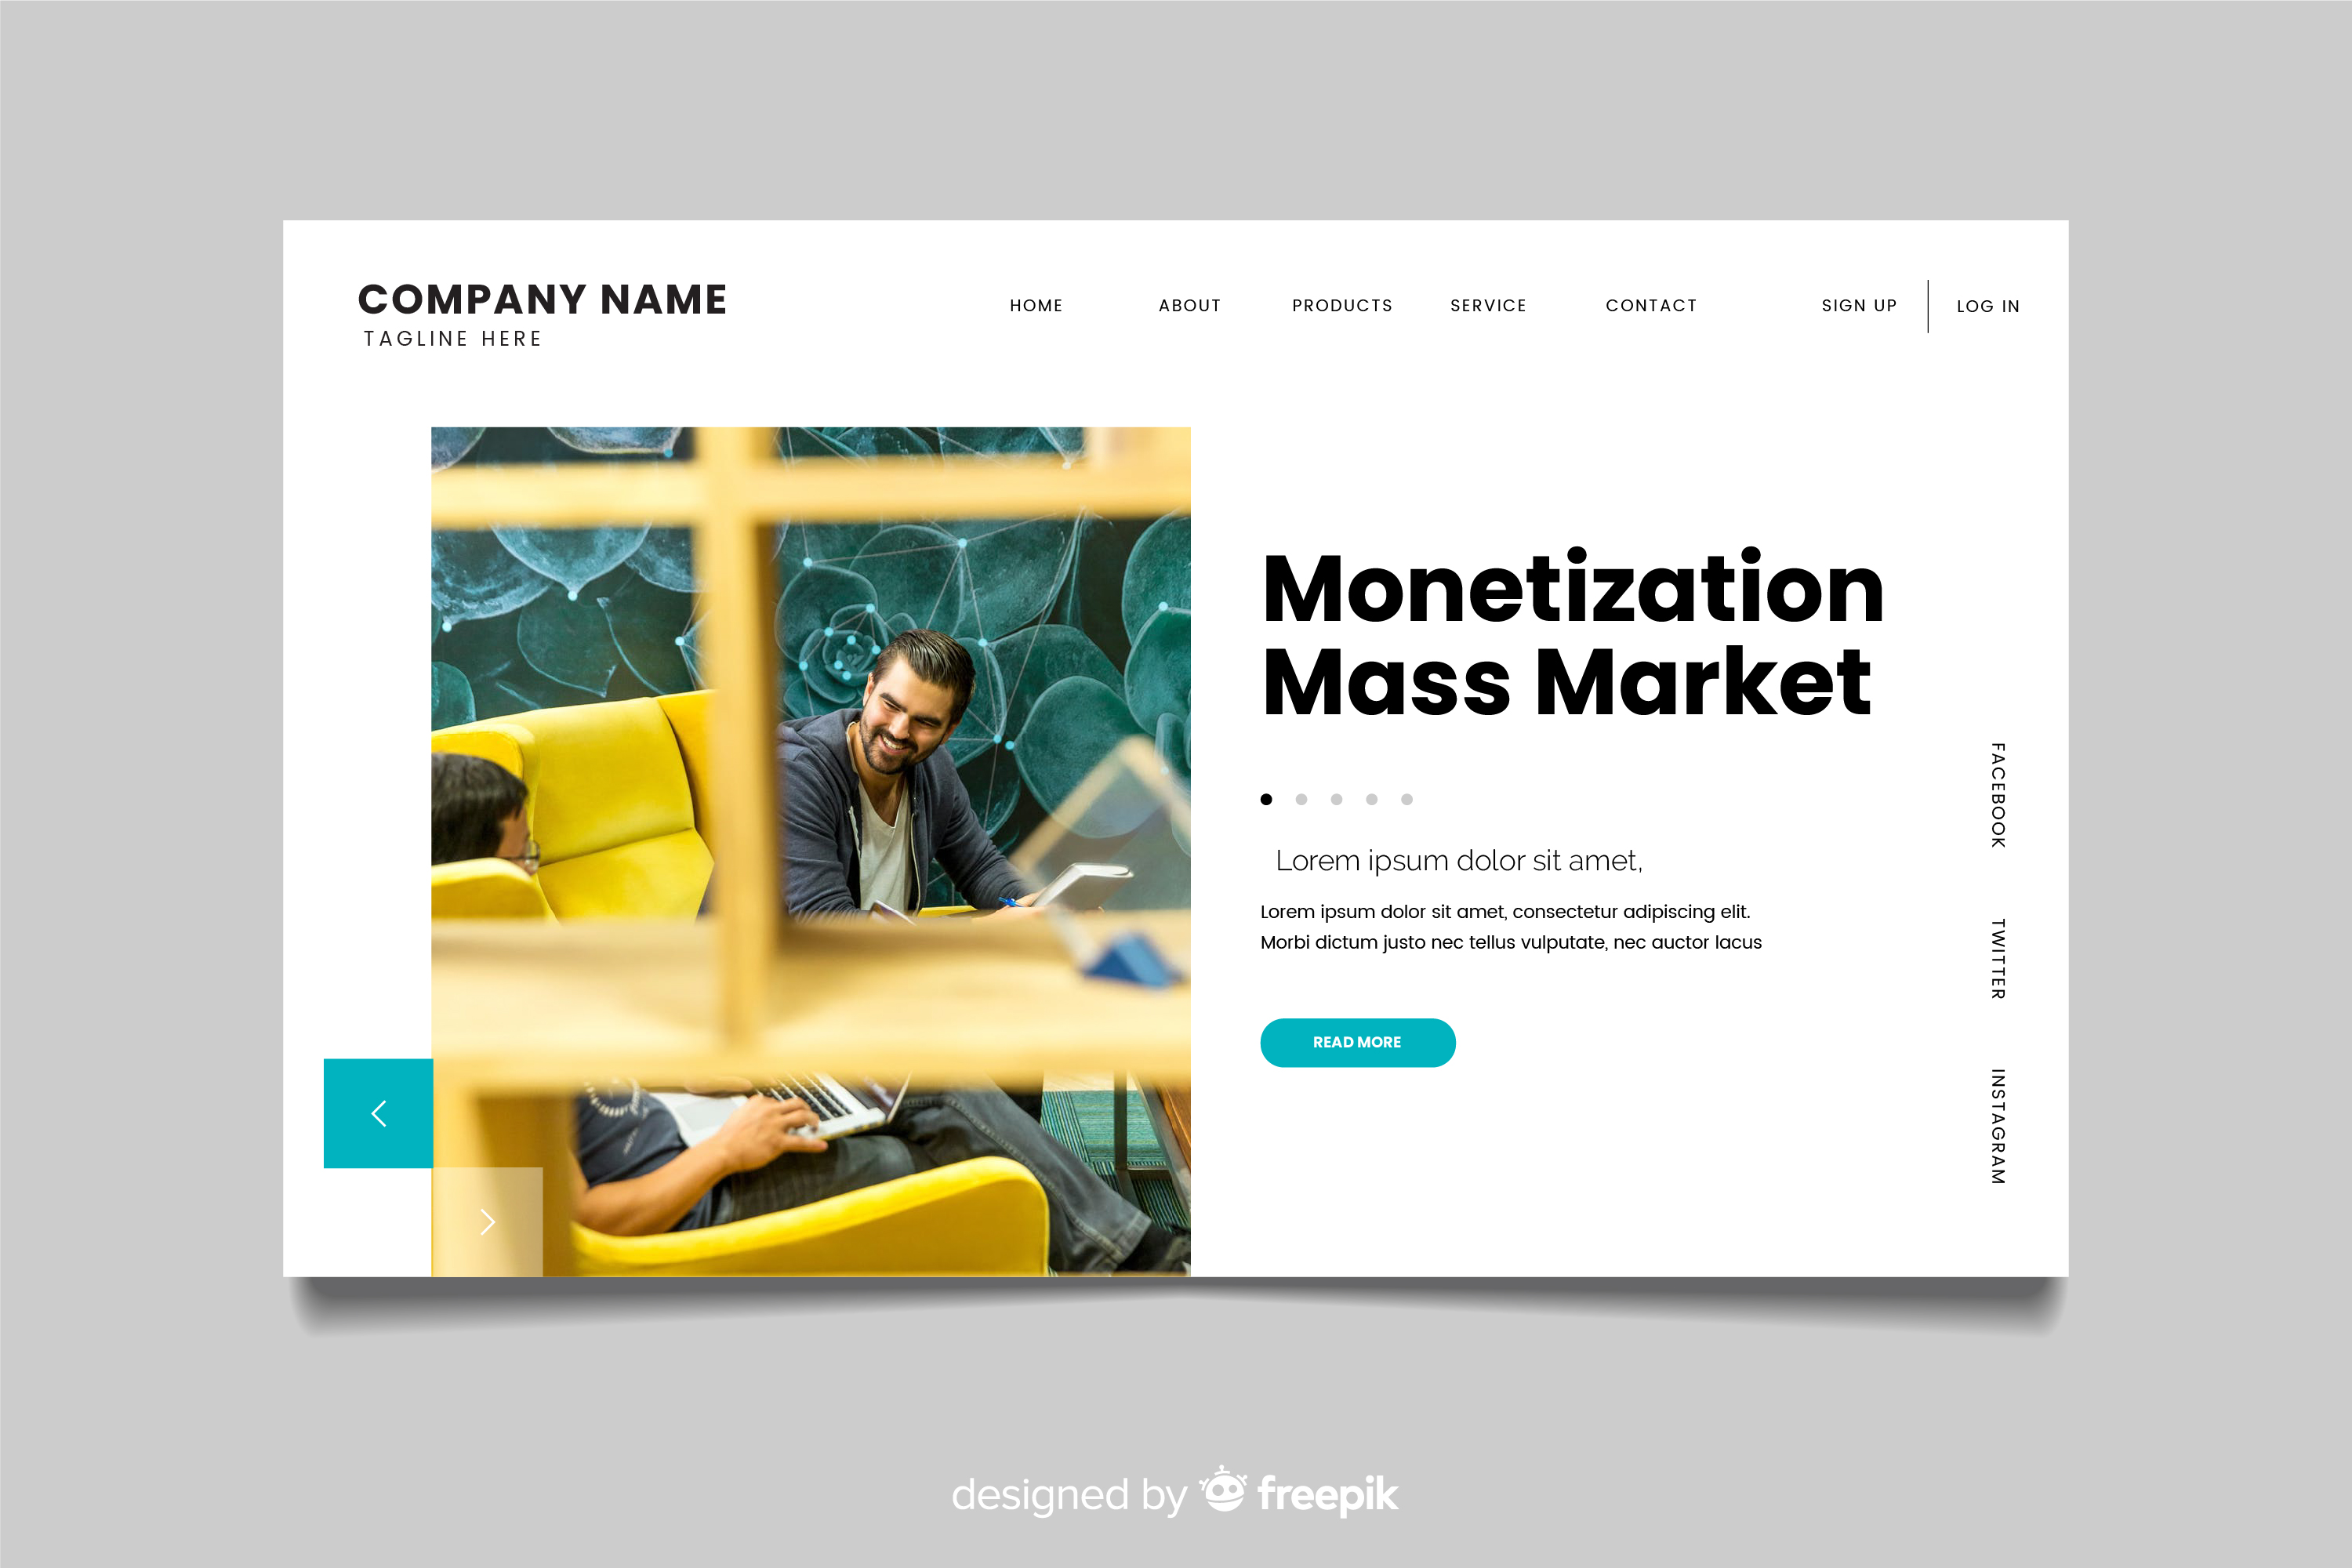 COMPANY NAME
TAGLINE HERE
HOME ABOUT PRODUCTS SERVICE CONTACT SIGN UP LOG IN
Monetization
Mass Market
Lorem ipsum dolor sit amet,
Lorem ipsum dolor sit amet, consectetur adipiscing elit.
Morbi dictum justo nec tellus vulputate, nec auctor lacus
READ MORE
FACEBOOK
TWITTER
INSTAGRAM
designed by freepik